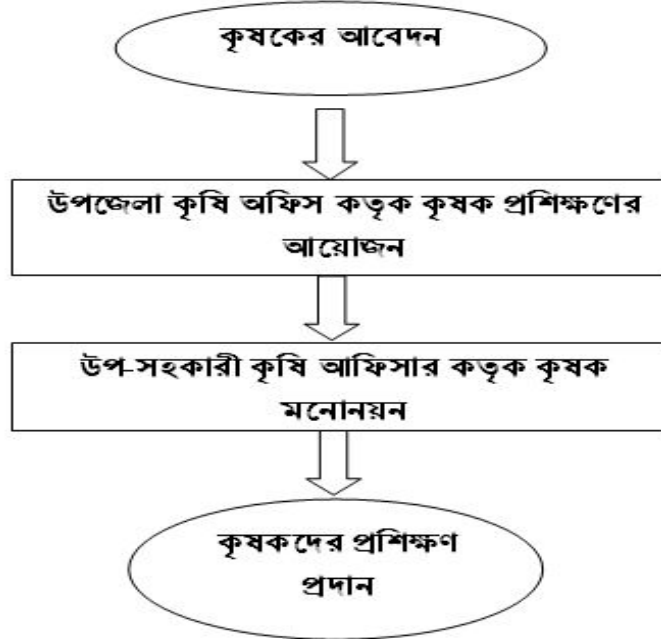 কৃষকের আবেদন
উপজেলা কৃষি অফিস কতৃক কৃষক প্রশিক্ষণের
আয়োজন
উপ-সহকারী কৃষি আফিসার কতৃক কৃষক
মনোনয়ন
কৃষকদের প্রশিক্ষণ
প্রদান